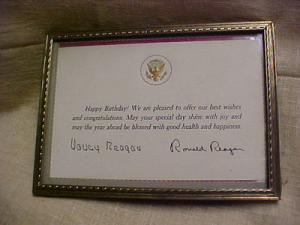 Happy Birthday! We are pleased to offer our best wishes
and congratulations. May your special day shine with joy and
may the year ahead be blessed with good health and happiness.
Nancy Reagan Ronald Reagan